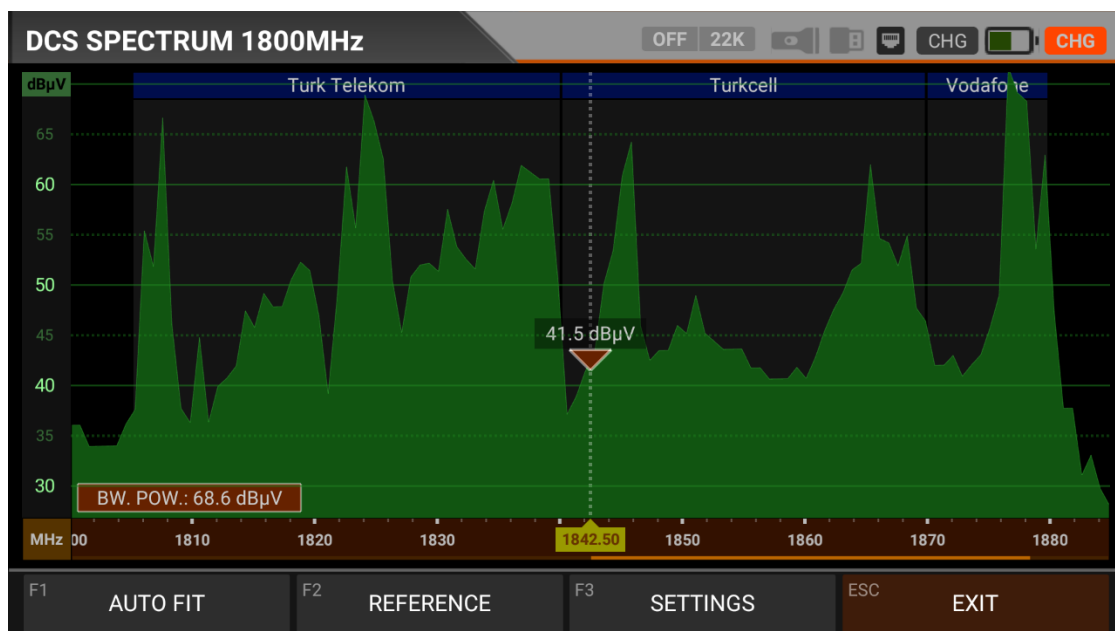 DCS SPECTRUM 1800MHz
OFF 22K CHG CHG
dBµV Turk Telekom Turkcell Vodafone
65
60
55
50
45
41.5 dBµV
40
35
30
BW. POW.: 68.6 dBµV
MHz 00 1810 1820 1830 1842.50 1850 1860 1870 1880
F1 AUTO FIT F2 REFERENCE F3 SETTINGS ESC EXIT